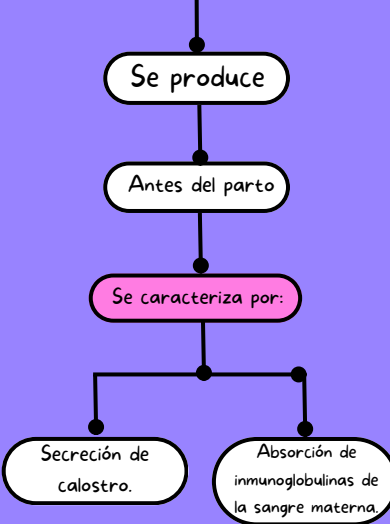 Se produce
Antes del parto
Se caracteriza por:
Secreción de
calostro.
Absorción de
inmunoglobulinas de
la sangre materna.